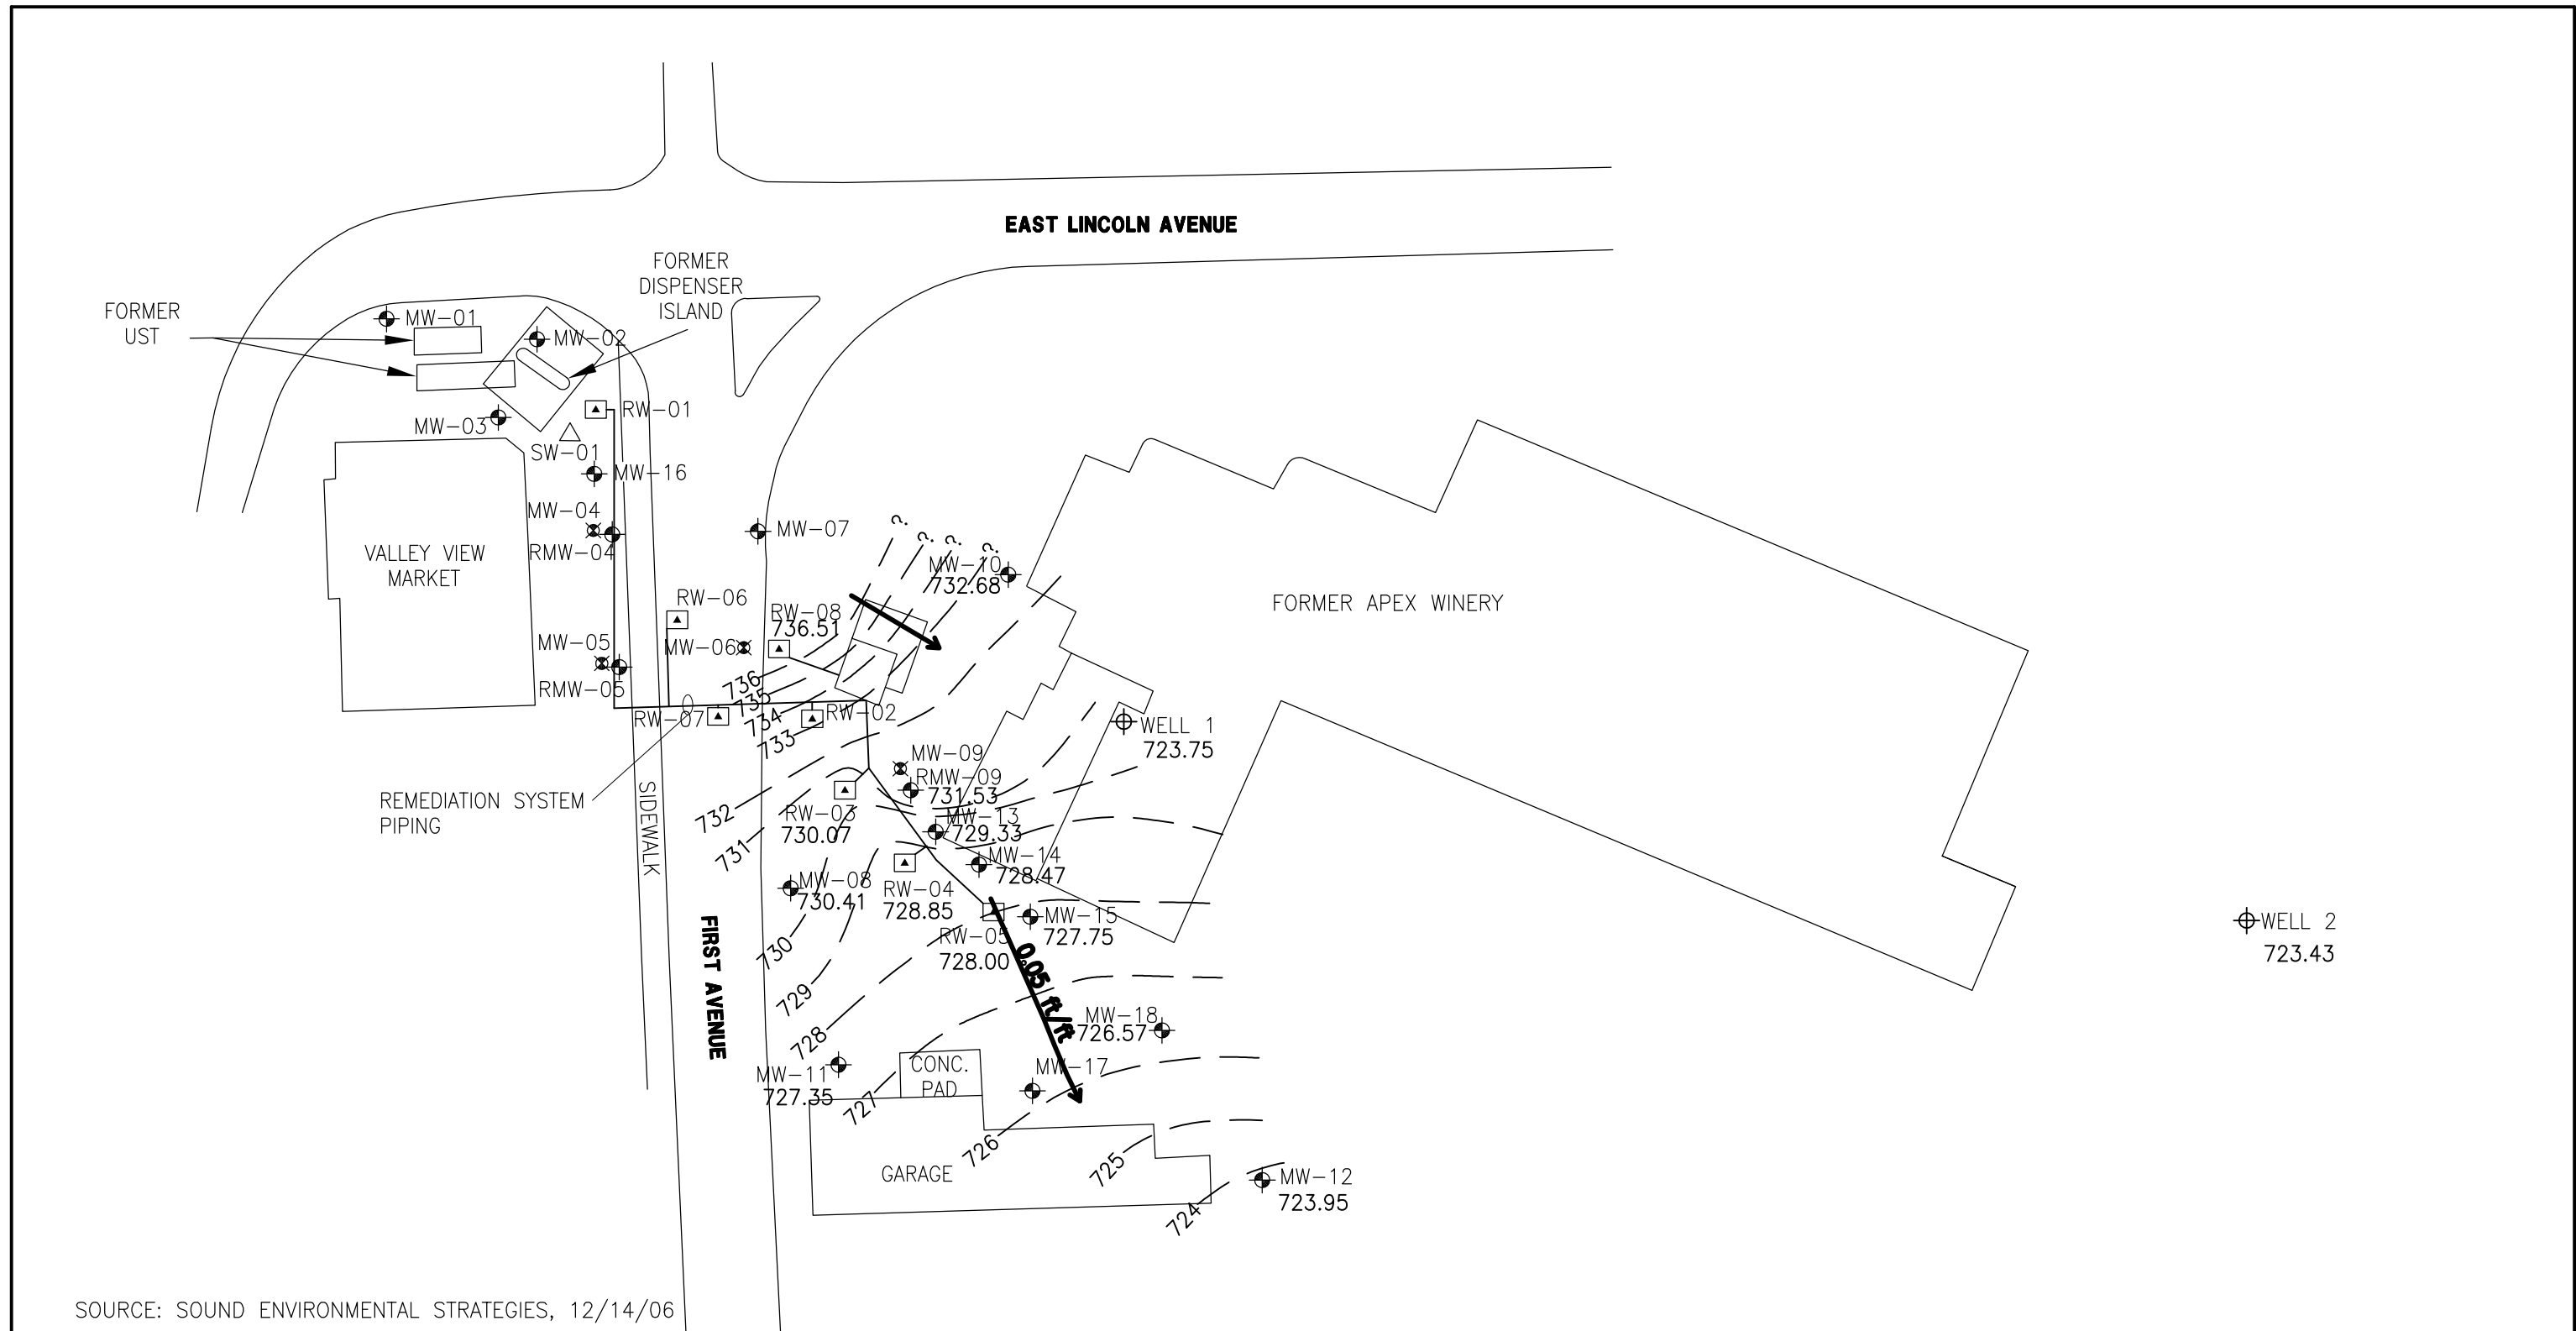 EAST LINCOLN AVENUE
FORMER
DISPENSER
ISLAND
FORMER
UST
MW-01
MW-02
RW-01
MW-03
SW-01
MW-16
MW-04
RMW-04
MW-07
VALLEY VIEW
MARKET
?
?
?
?
MW-10
732.68
FORMER APEX WINERY
RW-06
RW-08
736.51
MW-05
MW-06
RMW-05
736
735
734
733
RW-07
RW-02
WELL 1
723.75
MW-09
RMW-09
731.53
REMEDIATION SYSTEM
PIPING
SIDEWALK
732
731
RW-03
730.07
MW-13
729.33
MW-14
728.47
MW-08
730.41
RW-04
728.85
MW-15
727.75
RW-05
728.00
WELL 2
723.43
FIRST AVENUE
730
729
728
0.05 ft/ft
MW-18
726.57
MW-11
727.35
CONC.
PAD
MW-17
727
726
725
GARAGE
MW-12
723.95
724
SOURCE: SOUND ENVIRONMENTAL STRATEGIES, 12/14/06